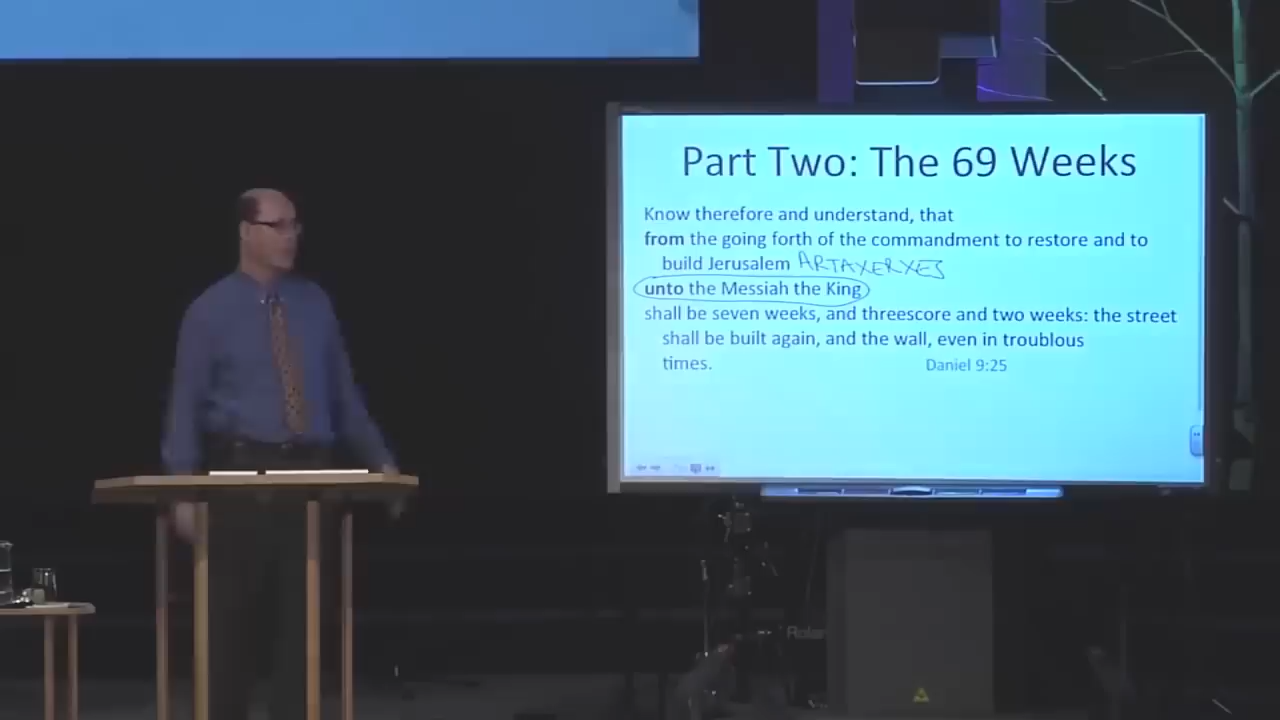 Part Two: The 69 Weeks
Know therefore and understand, that
from the going forth of the commandment to restore and to
build Jerusalem ARTAXERXES
unto the Messiah the King
shall be seven weeks, and threescore and two weeks: the street
shall be built again, and the wall, even in troublous
times. Daniel 9:25
Roland